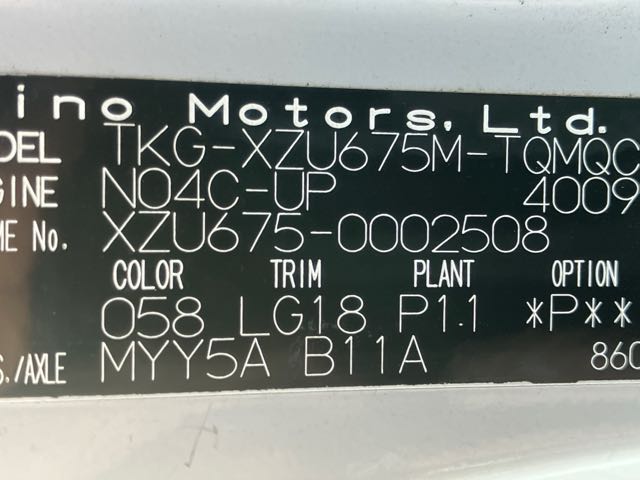 ino Motors, Ltd.
ODEL TKG-XZU675M-TQMQC
GINE N04C-UP 4009
ME No. XZU675-0002508
COLOR TRIM PLANT OPTION
058 LG18 P1.1 *P**
S./AXLE MYY5A B11A 860